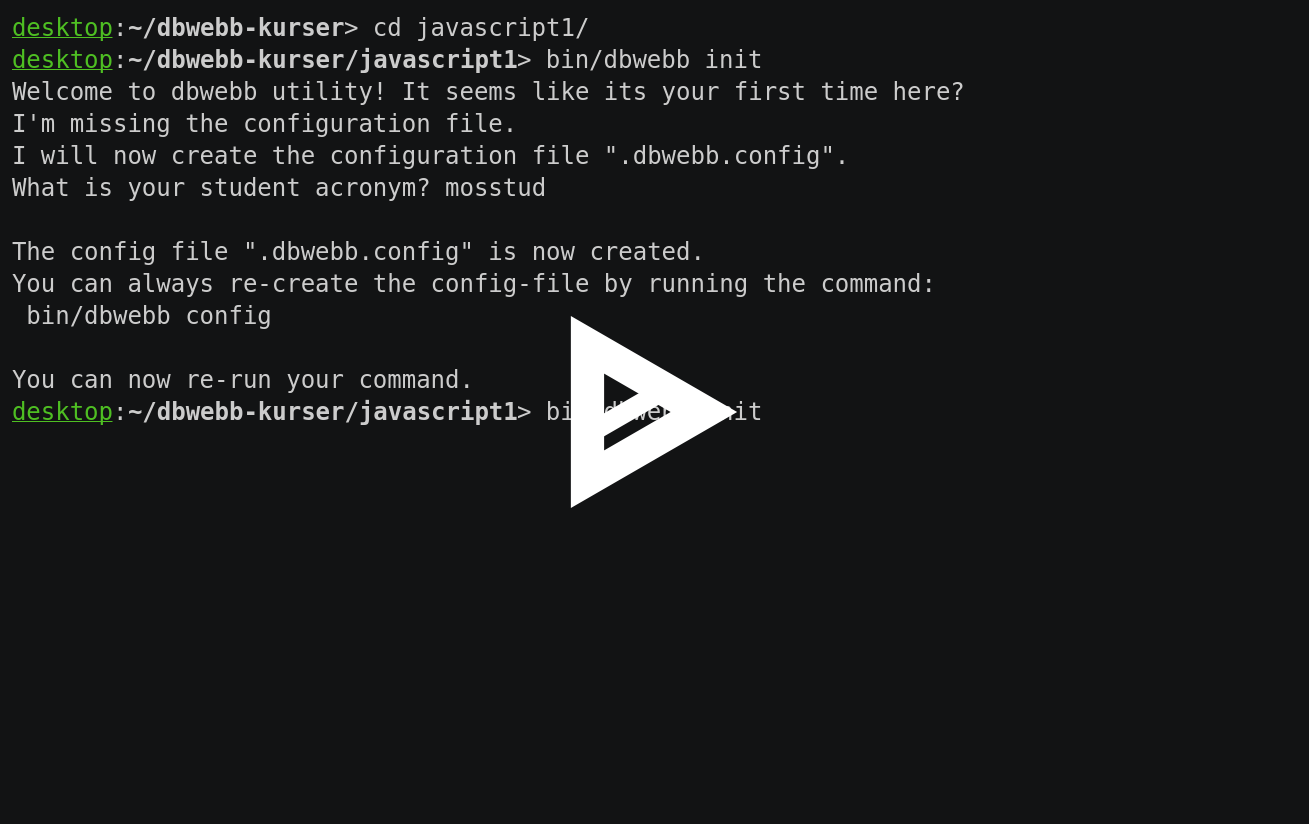 desktop:~/dbwebb-kurser> cd javascript1/
desktop:~/dbwebb-kurser/javascript1> bin/dbwebb init
Welcome to dbwebb utility! It seems like its your first time here?
I'm missing the configuration file.
I will now create the configuration file ".dbwebb.config".
What is your student acronym? mosstud
The config file ".dbwebb.config" is now created.
You can always re-create the config-file by running the command:
bin/dbwebb config
You can now re-run your command.
desktop:~/dbwebb-kurser/javascript1> bin/dbwebb init